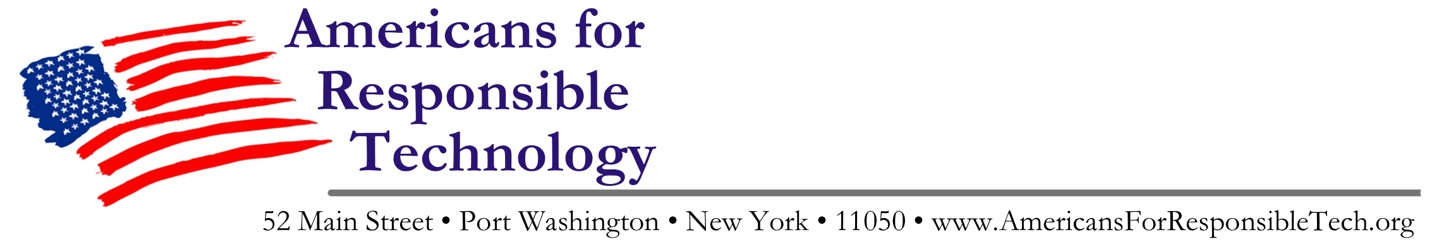 Americans for
Responsible
Technology
52 Main Street • Port Washington • New York • 11050 • www.AmericansForResponsibleTech.org